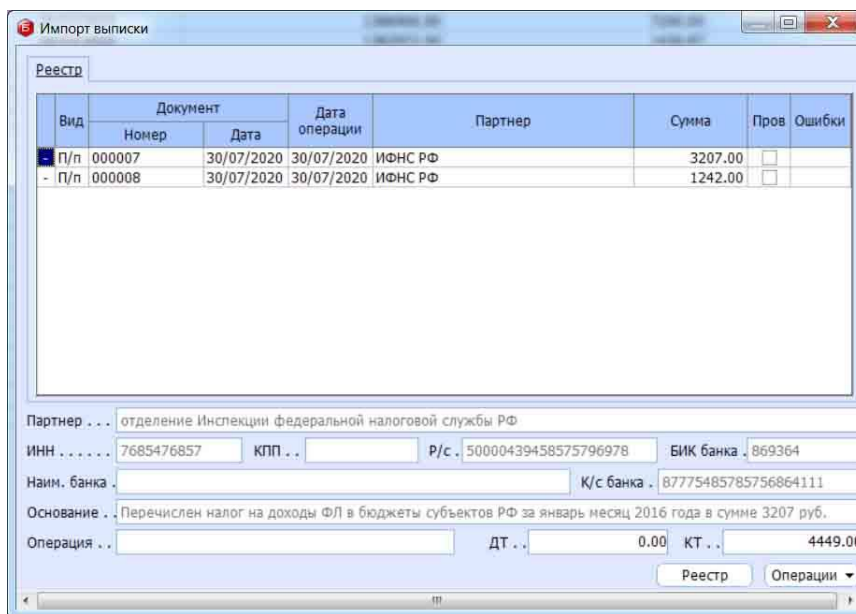 Импорт выписки
Реестр
Вид Документ Дата операции Партнер Сумма Пров Ошибки
Номер Дата
- П/п 000007 30/07/2020 30/07/2020 ИФНС РФ 3207.00
- П/п 000008 30/07/2020 30/07/2020 ИФНС РФ 1242.00
Партнер . . . отделение Инспекции федеральной налоговой службы РФ
ИНН . . . . . . 7685476857 КПП . . Р/с . 50000439458575796978 БИК банка . 869364
Наим. банка . К/с банка . 87775485785756864111
Основание . . Перечислен налог на доходы ФЛ в бюджеты субъектов РФ за январь месяц 2016 года в сумме 3207 руб.
Операция . . ДТ . . 0.00 КТ . . 4449.00
Реестр Операции